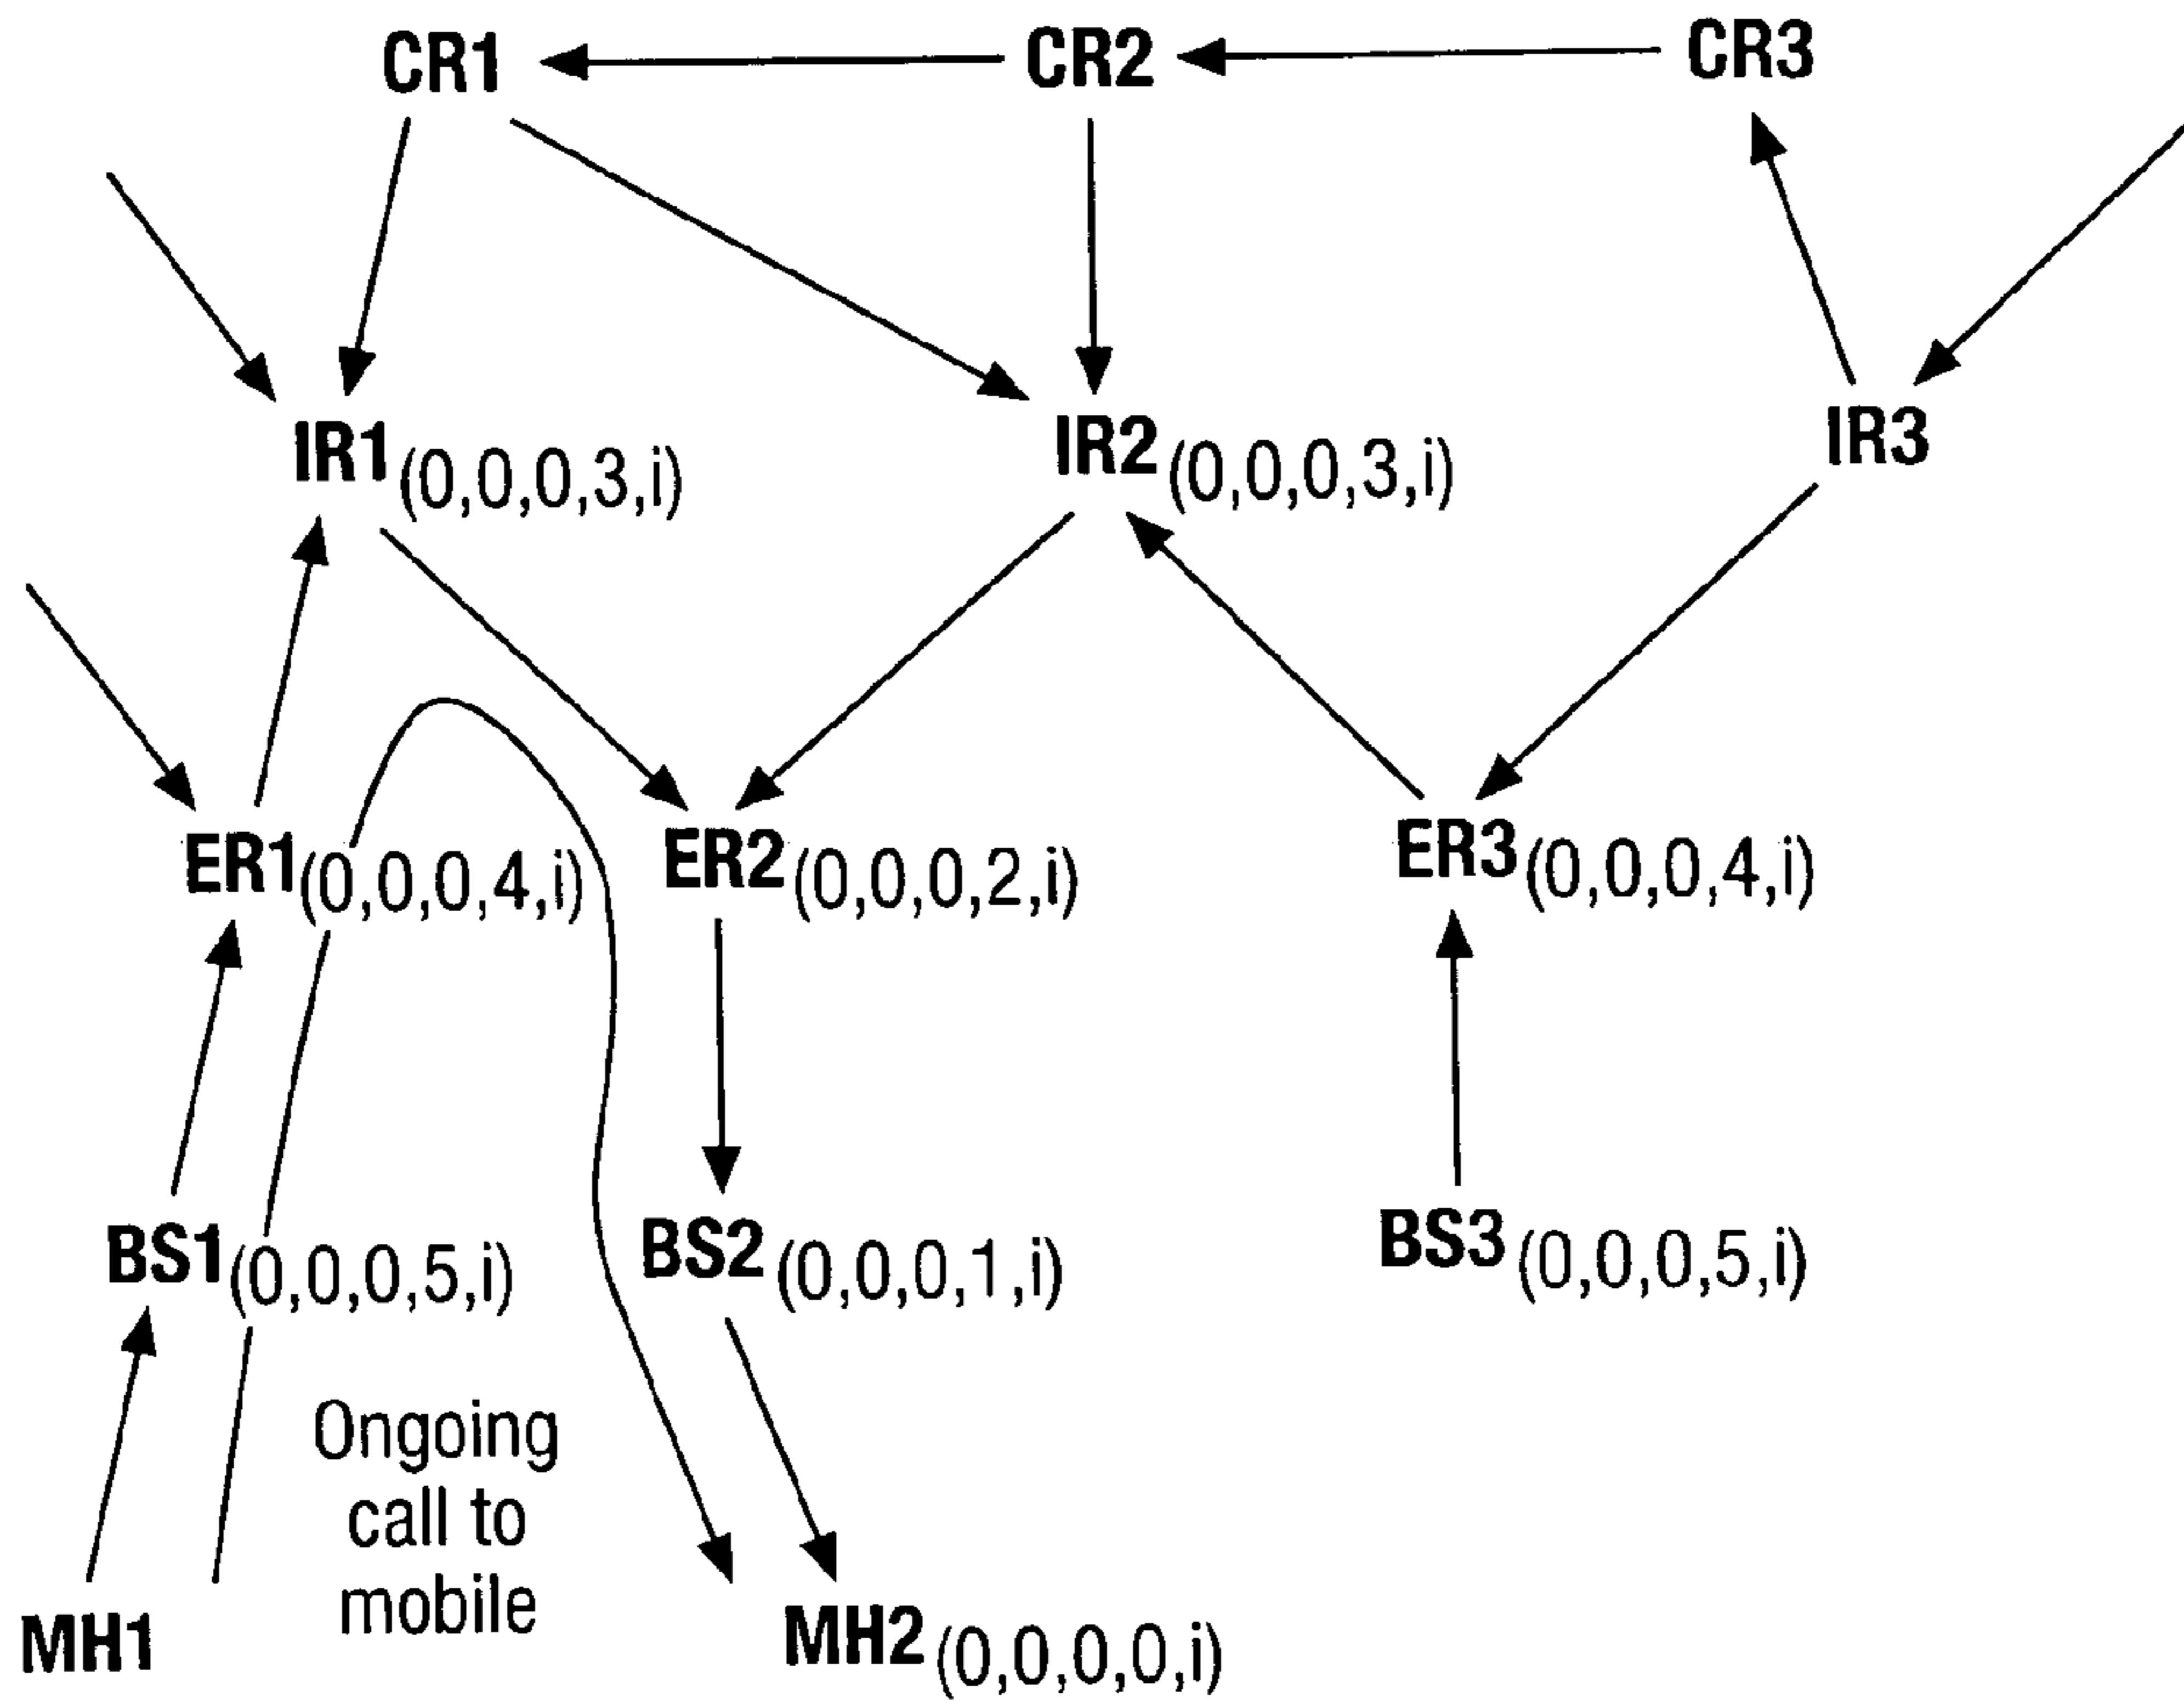 CR1 CR2 CR3
IR1(0,0,0,3,i) IR2(0,0,0,3,i) IR3
ER1(0,0,0,4,i) ER2(0,0,0,2,i) ER3(0,0,0,4,i)
BS1(0,0,0,5,i) BS2(0,0,0,1,i) BS3(0,0,0,5,i)
Ongoing
call to
mobile
MH1 MH2(0,0,0,0,i)